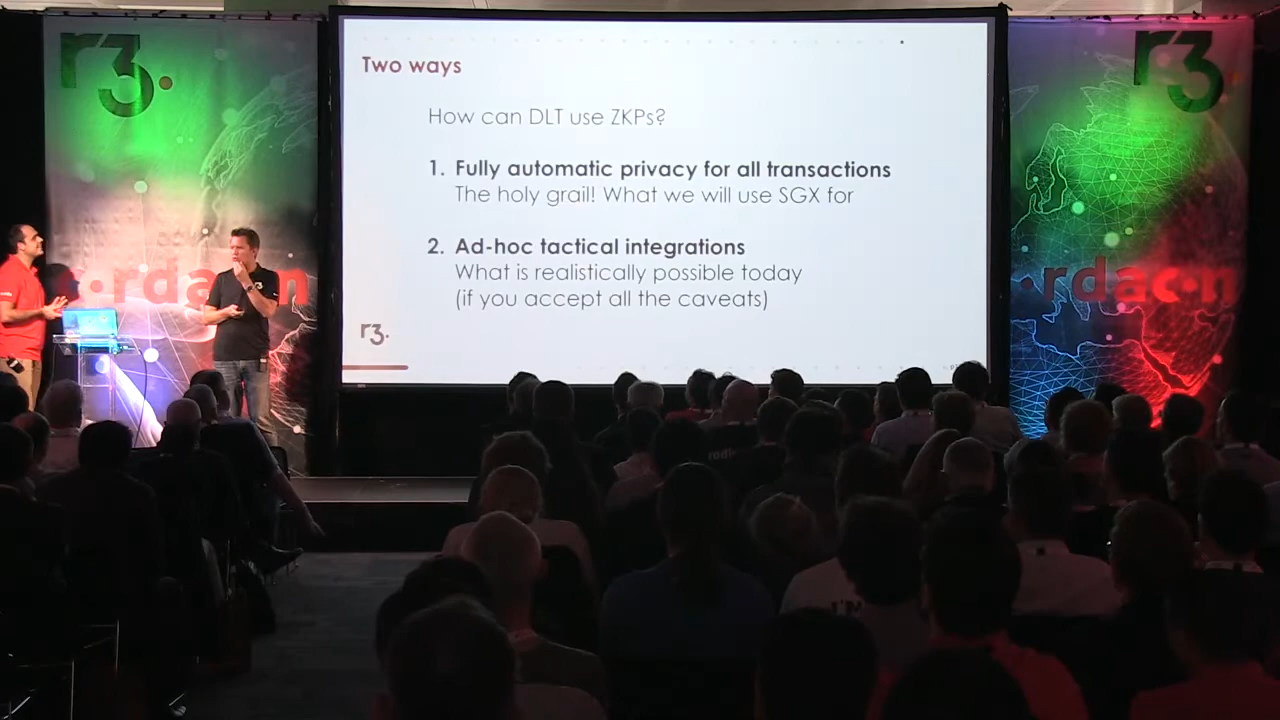 r3.
r3
Two ways
How can DLT use ZKPs?
1. Fully automatic privacy for all transactions
The holy grail! What we will use SGX for
2. Ad-hoc tactical integrations
What is realistically possible today
(if you accept all the caveats)
r3.
rdacon